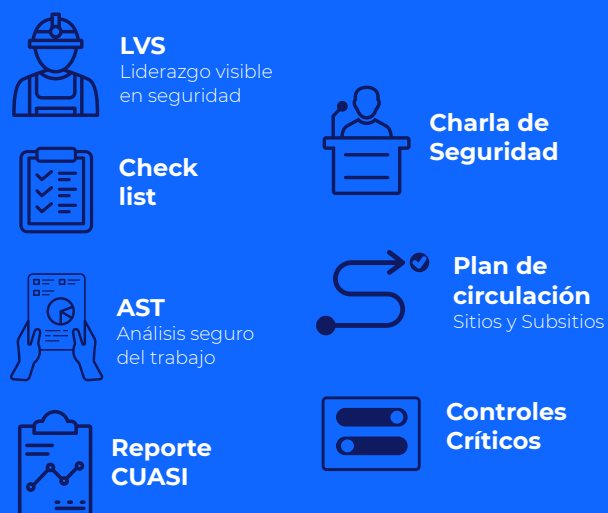 LVS
Liderazgo visible
en seguridad
Check
list
AST
Análisis seguro
del trabajo
Reporte
CUASI
Charla de
Seguridad
Plan de
circulación
Sitios y Subsitios
Controles
Críticos